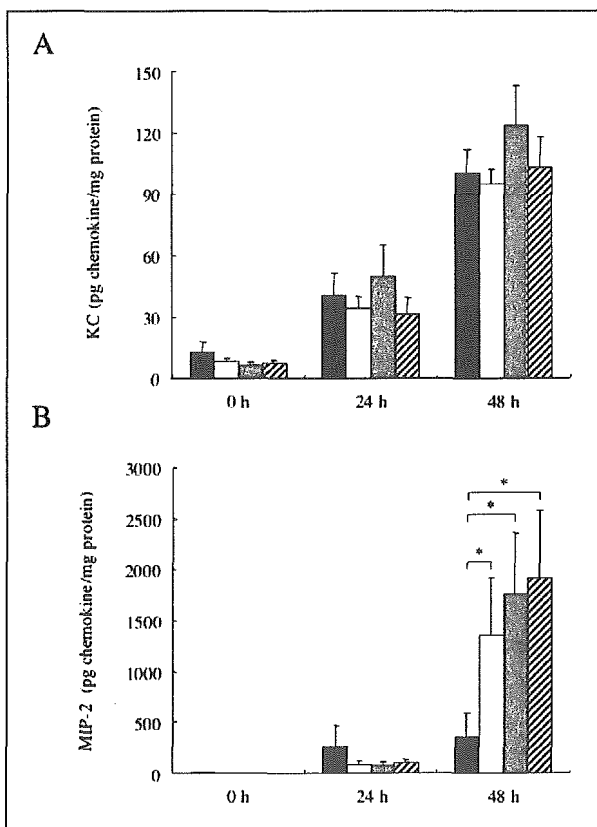 A
KC (pg chemokine/mg protein)
150
120
90
60
30
0
0 h
24 h
48 h
B
MIP-2 (pg chemokine/mg protein)
3000
2500
2000
1500
1000
500
0
*
*
*
0 h
24 h
48 h